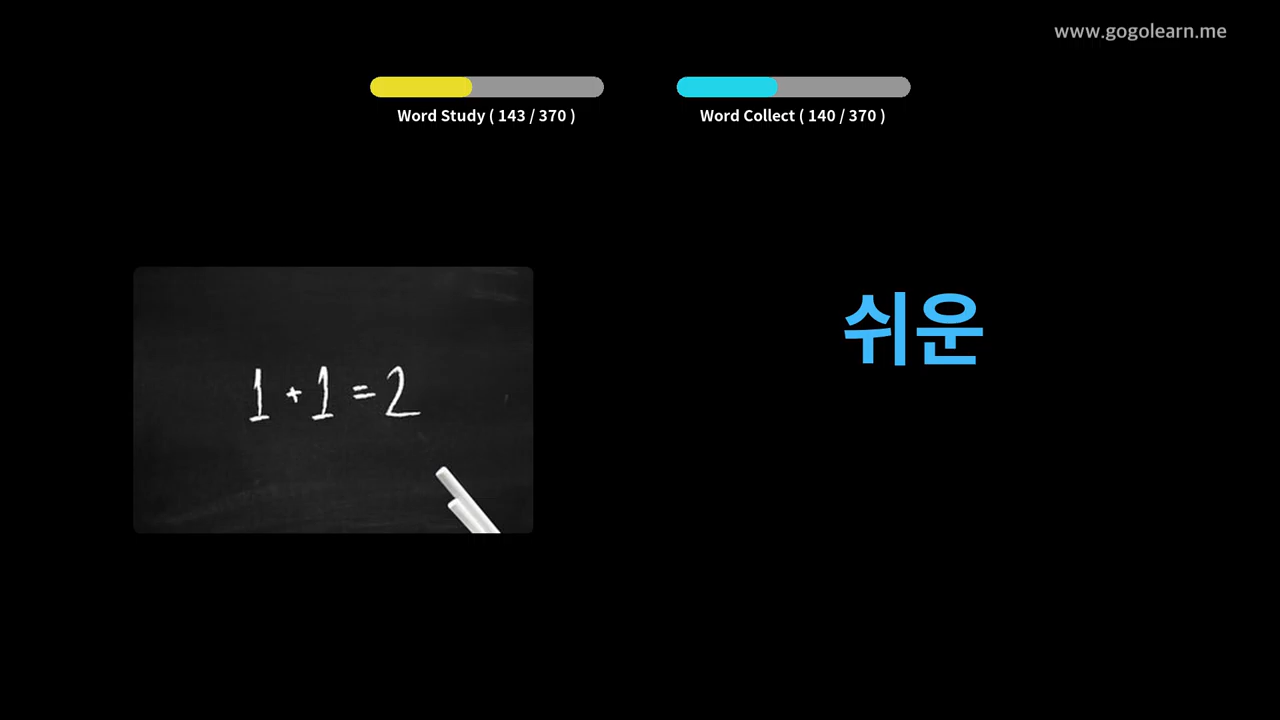 www.gogolearn.me
Word Study ( 143 / 370 )
Word Collect ( 140 / 370 )
쉬운
1 + 1 = 2